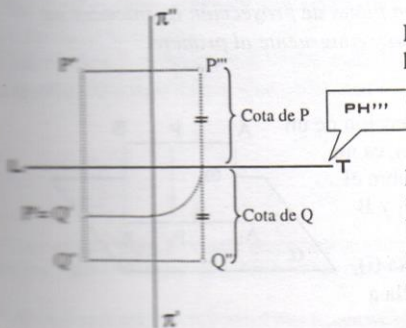 π''
P'' P'''
Cota de P
PH'''
L T
P'= Q'
Cota de Q
Q'' Q''
π'